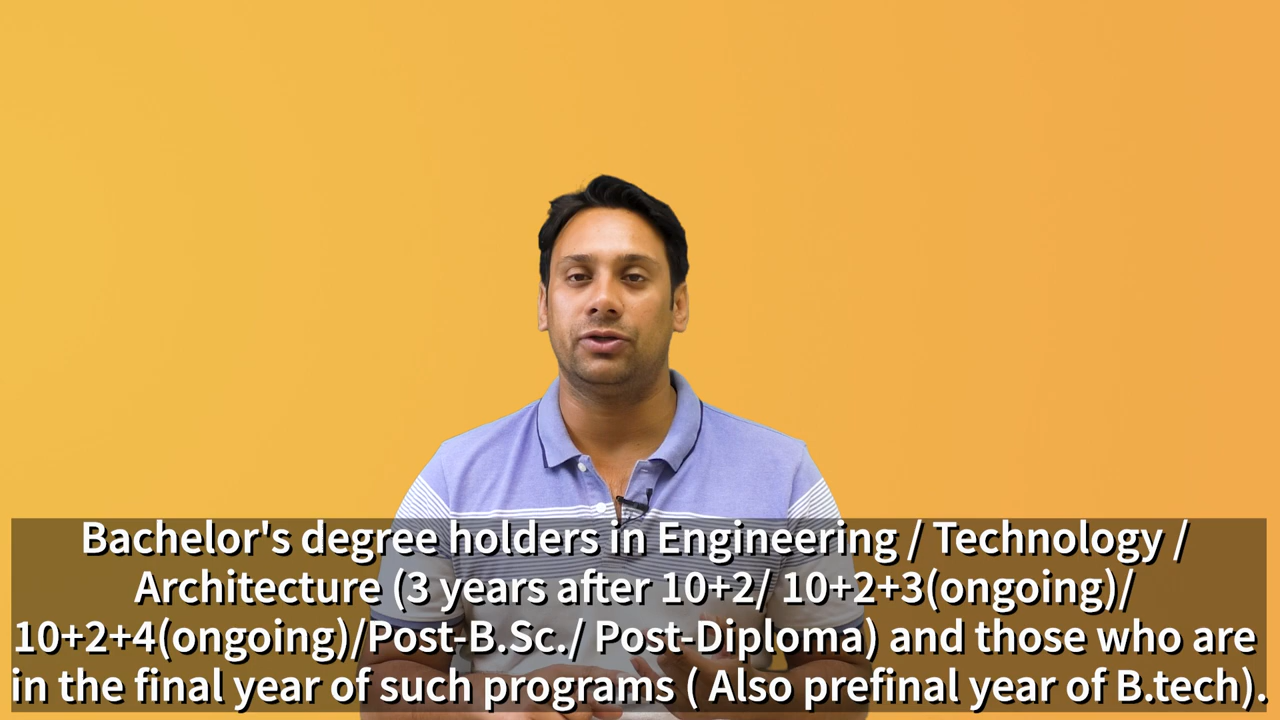 Bachelor's degree holders in Engineering / Technology /
Architecture (3 years after 10+2/ 10+2+3(ongoing)/
10+2+4(ongoing)/Post-B.Sc./ Post-Diploma) and those who are
in the final year of such programs ( Also prefinal year of B.tech).